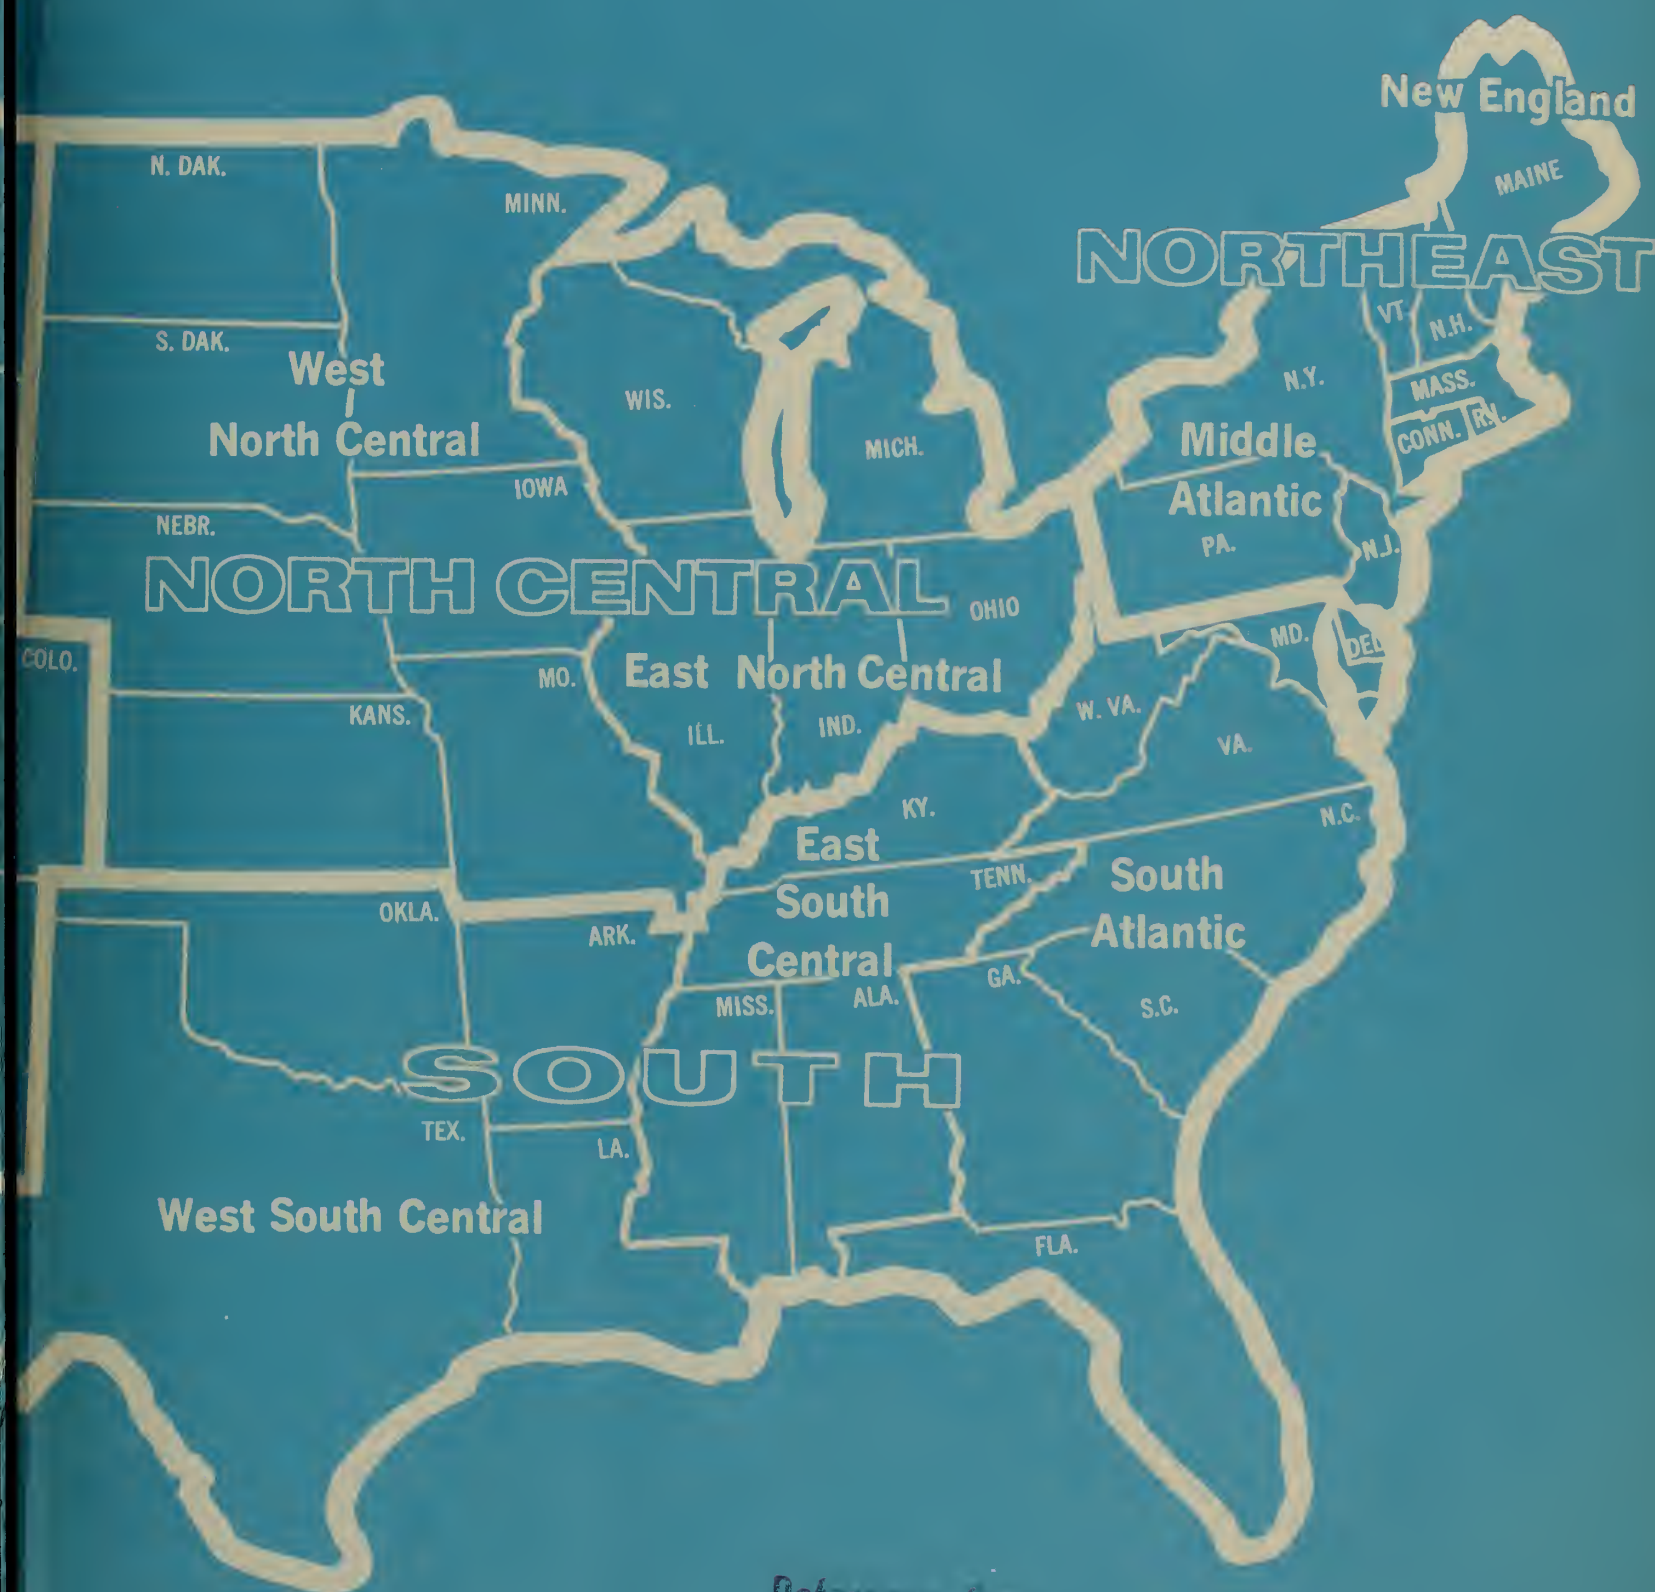 New England
MAINE
N. DAK.
MINN.
NORTHEAST
VT.
N.H.
S. DAK.
West
North Central
WIS.
MICH.
N.Y.
MASS.
CONN.
R.I.
Middle
Atlantic
IOWA
NEBR.
PA.
N.J.
NORTH CENTRAL
OHIO
MD.
DEL
COLO.
MO.
East North Central
KANS.
ILL.
IND.
W. VA.
VA.
KY.
N.C.
East
South
Central
TENN.
South
Atlantic
OKLA.
ARK.
MISS.
ALA.
GA.
S.C.
SOUTH
TEX.
LA.
West South Central
FLA.